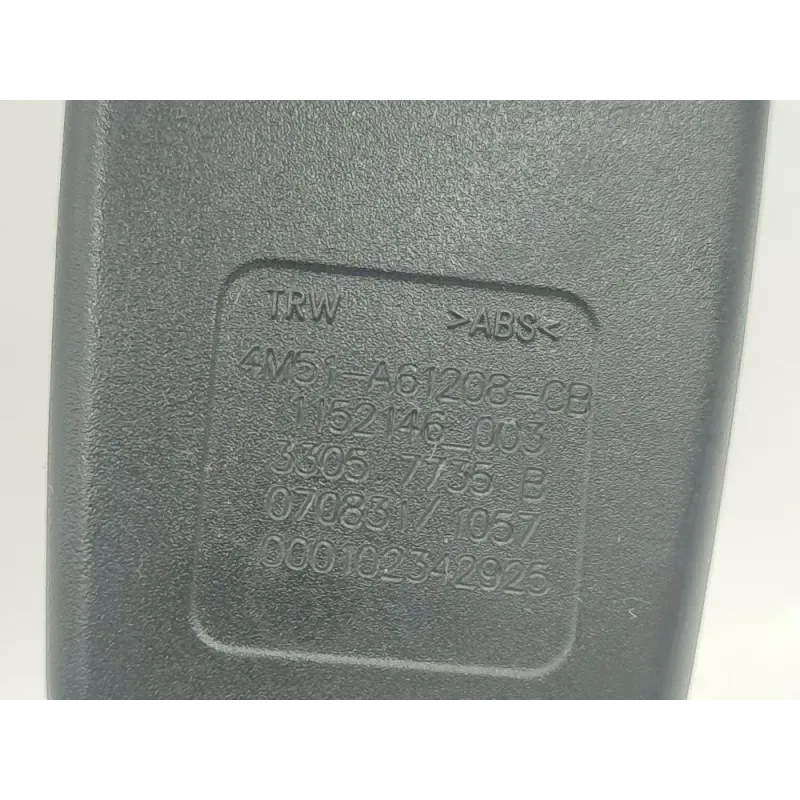 TRW >ABS<
4M51-A61208-CB
1152146_003
3305 7735 B
070831/1057
000102342925